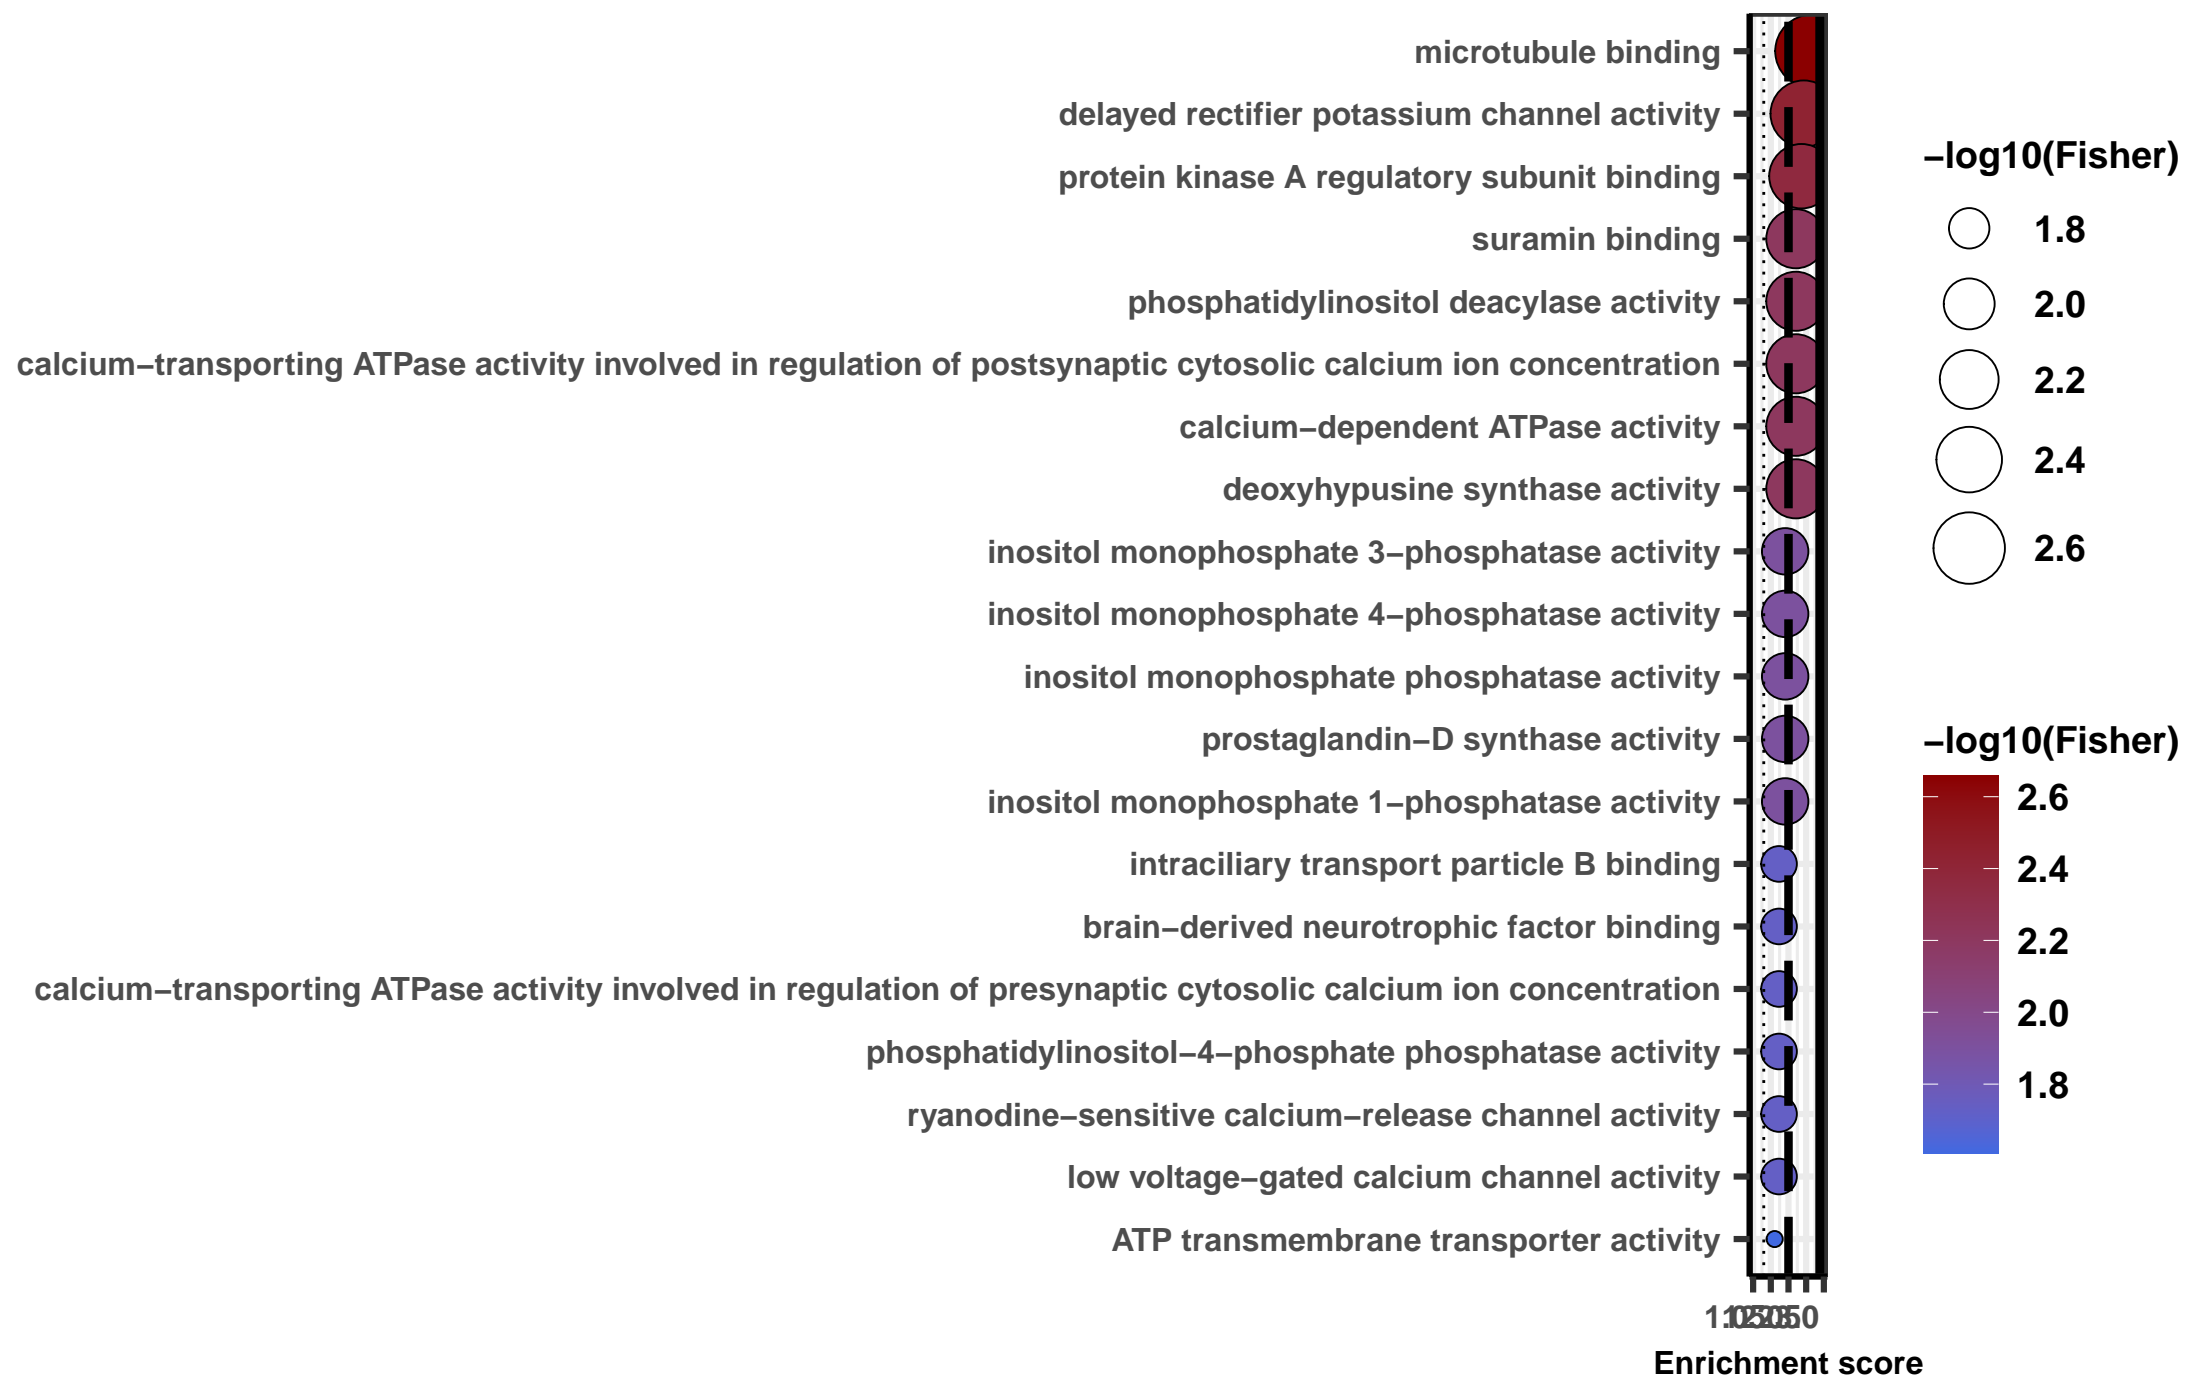 microtubule binding
delayed rectifier potassium channel activity
protein kinase A regulatory subunit binding
suramin binding
phosphatidylinositol deacylase activity
calcium−transporting ATPase activity involved in regulation of postsynaptic cytosolic calcium ion concentration
calcium−dependent ATPase activity
deoxyhypusine synthase activity
inositol monophosphate 3−phosphatase activity
inositol monophosphate 4−phosphatase activity
inositol monophosphate phosphatase activity
prostaglandin−D synthase activity
inositol monophosphate 1−phosphatase activity
intraciliary transport particle B binding
brain−derived neurotrophic factor binding
calcium−transporting ATPase activity involved in regulation of presynaptic cytosolic calcium ion concentration
phosphatidylinositol−4−phosphate phosphatase activity
ryanodine−sensitive calcium−release channel activity
low voltage−gated calcium channel activity
ATP transmembrane transporter activity
Enrichment score
−log10(Fisher)
1.8
2.0
2.2
2.4
2.6
−log10(Fisher)
2.6
2.4
2.2
2.0
1.8